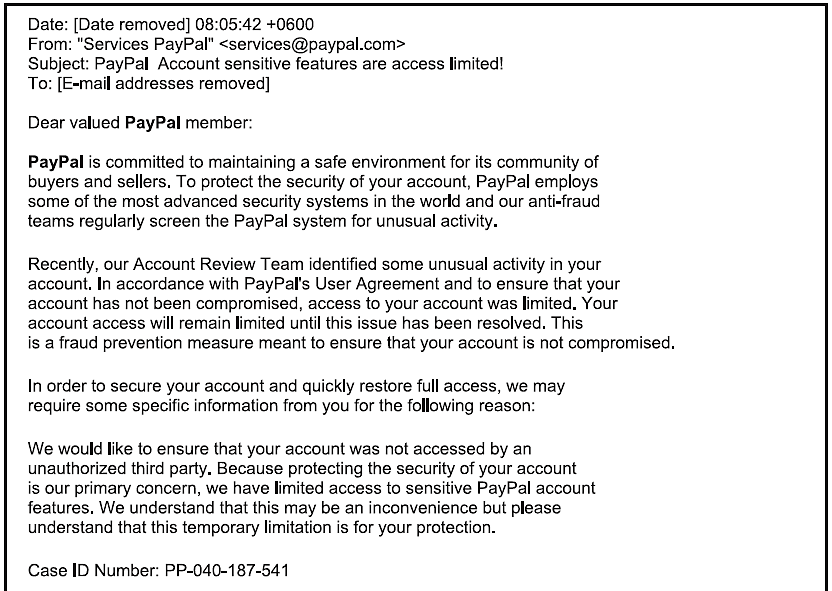 Date: [Date removed] 08:05:42 +0600
From: "Services PayPal" <services@paypal.com>
Subject: PayPal  Account sensitive features are access limited!
To: [E-mail addresses removed]
Dear valued PayPal member:
PayPal is committed to maintaining a safe environment for its community of
buyers and sellers. To protect the security of your account, PayPal employs
some of the most advanced security systems in the world and our anti-fraud
teams regularly screen the PayPal system for unusual activity.
Recently, our Account Review Team identified some unusual activity in your
account. In accordance with PayPal's User Agreement and to ensure that your
account has not been compromised, access to your account was limited. Your
account access will remain limited until this issue has been resolved. This
is a fraud prevention measure meant to ensure that your account is not compromised.
In order to secure your account and quickly restore full access, we may
require some specific information from you for the following reason:
We would like to ensure that your account was not accessed by an
unauthorized third party. Because protecting the security of your account
is our primary concern, we have limited access to sensitive PayPal account
features. We understand that this may be an inconvenience but please
understand that this temporary limitation is for your protection.
Case ID Number: PP-040-187-541